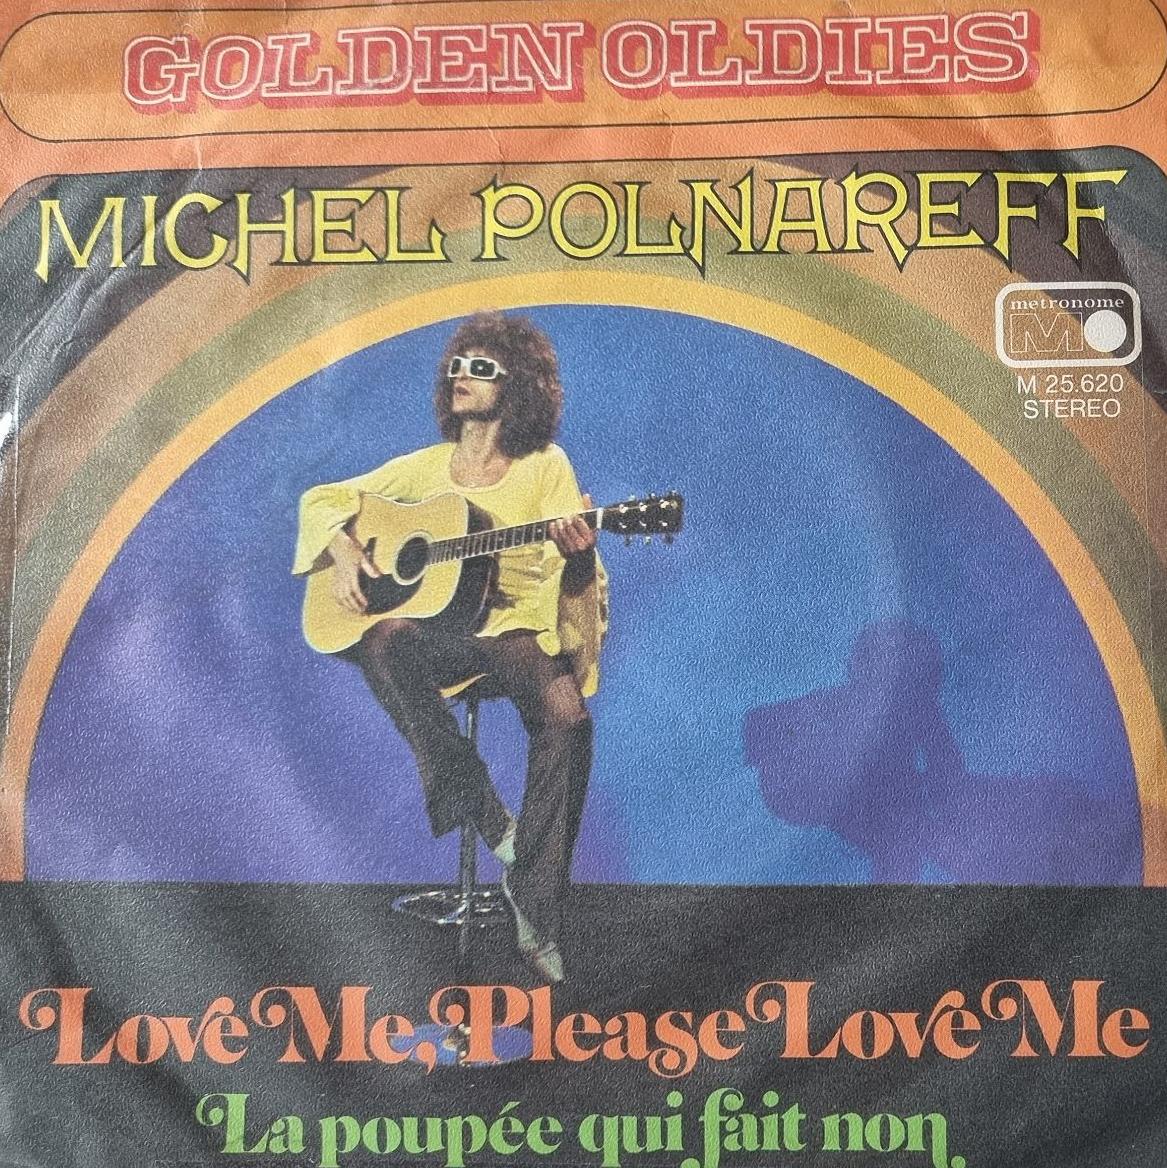 GOLDEN OLDIES
MICHEL POLNAREFF
metronome
M
M 25.620
STEREO
Love Me, Please Love Me
La poupée qui fait non